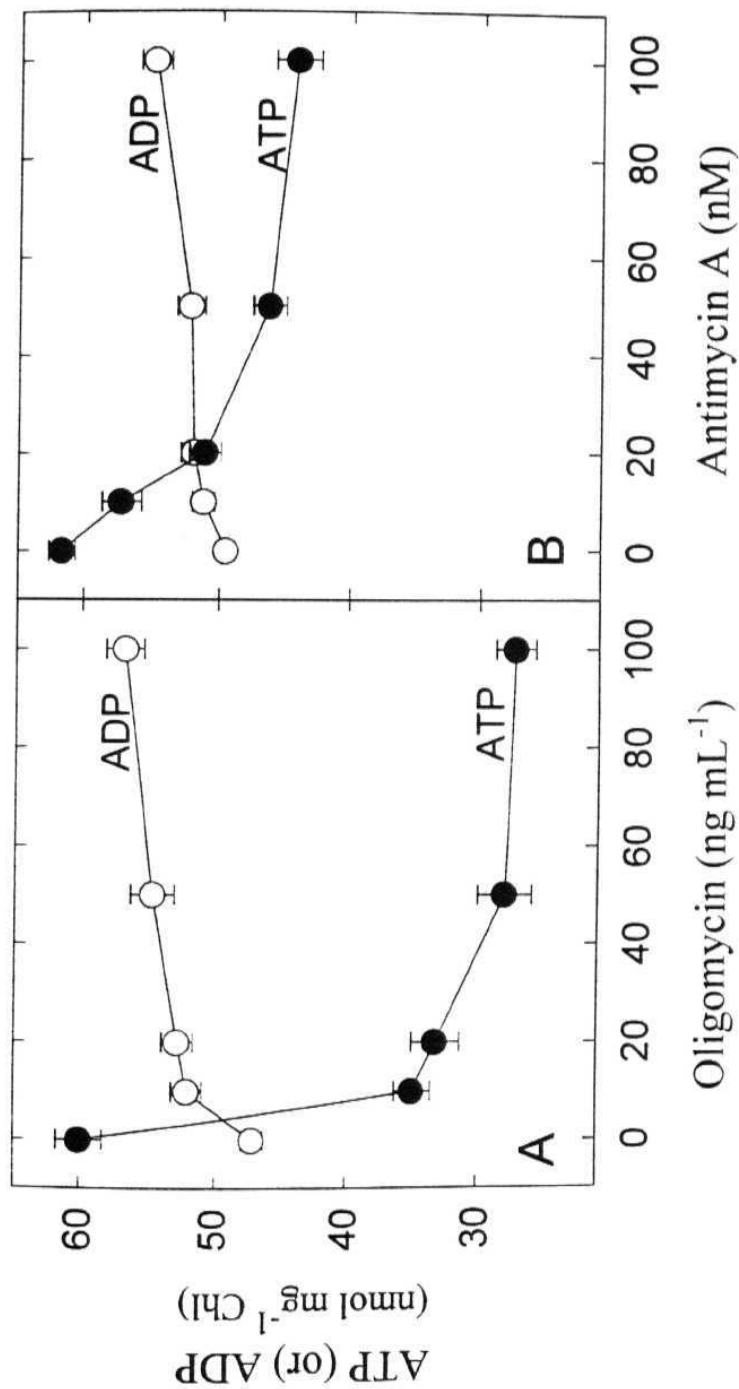 ATP (or) ADP
(nmol mg-1 Chl)
60
50
40
30
ADP
ATP
A
0
20
40
60
80
100
Oligomycin (ng mL-1)
ADP
ATP
B
0
20
40
60
80
100
Antimycin A (nM)